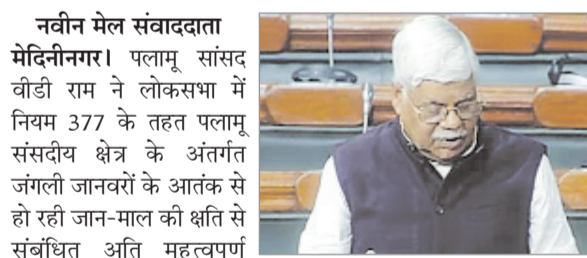 नवीन मेल संवाददाता
मेदिनीनगर। पलामू सांसद
वीडी राम ने लोकसभा में
नियम 377 के तहत पलामू
संसदीय क्षेत्र के अंतर्गत
जंगली जानवरों के आतंक से
हो रही जान-माल की क्षति से
संबंधित अति महत्वपूर्ण